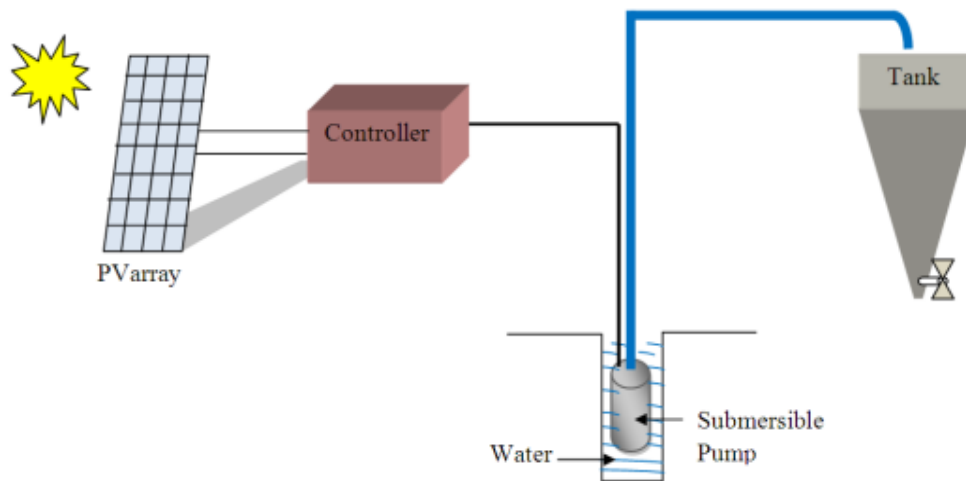 Tank
Controller
PVarray
Submersible
Pump
Water